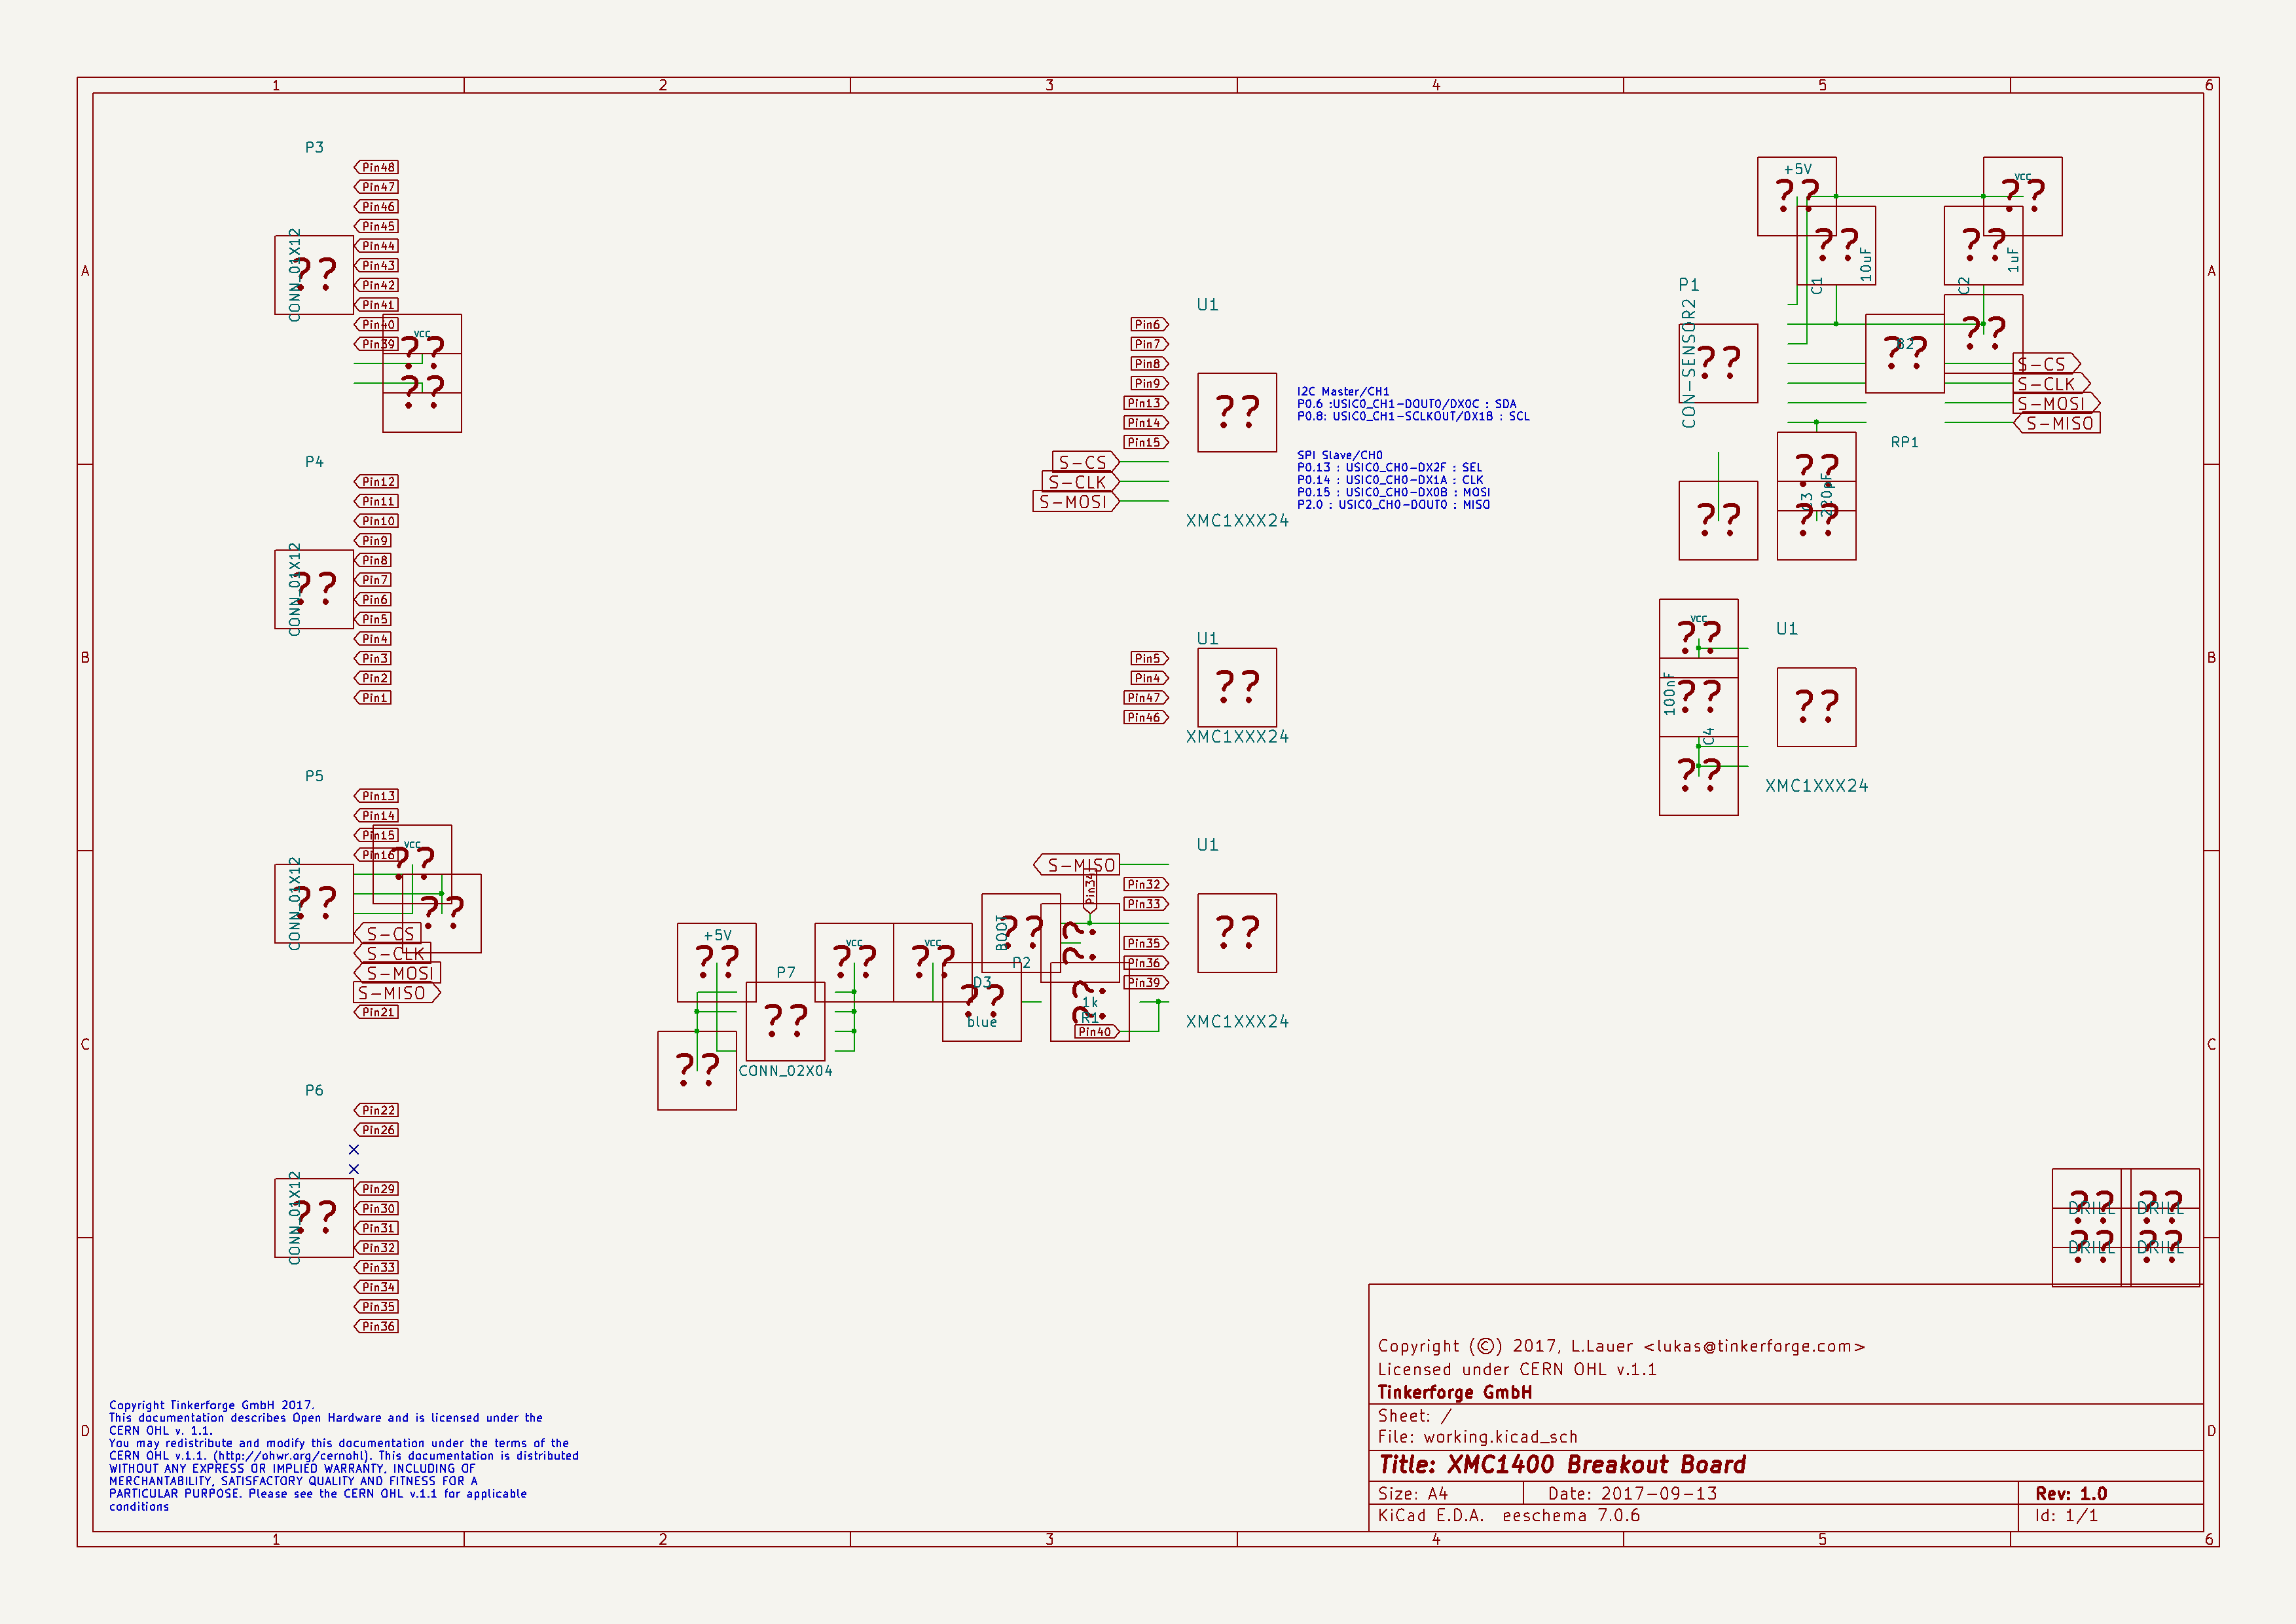 1 2 3 4 5 6
A
B
C
D
A
B
C
D
1 2 3 4 5 6
P3
CONN_01X12
??
Pin48
Pin47
Pin46
Pin45
Pin44
Pin43
Pin42
Pin41
Pin40
Pin39
VCC
??
??
P4
CONN_01X12
??
Pin12
Pin11
Pin10
Pin9
Pin8
Pin7
Pin6
Pin5
Pin4
Pin3
Pin2
Pin1
P5
CONN_01X12
??
Pin13
Pin14
Pin15
Pin16
VCC
??
??
S-CS
S-CLK
S-MOSI
S-MISO
Pin21
P6
CONN_01X12
??
Pin22
Pin26
Pin29
Pin30
Pin31
Pin32
Pin33
Pin34
Pin35
Pin36
U1
Pin6
Pin7
Pin8
Pin9
Pin13
Pin14
Pin15
S-CS
S-CLK
S-MOSI
??
XMC1XXX24
I2C Master/CH1
P0.6 :USIC0_CH1-DOUT0/DX0C : SDA
P0.8: USIC0_CH1-SCLKOUT/DX1B : SCL
SPI Slave/CH0
P0.13 : USIC0_CH0-DX2F : SEL
P0.14 : USIC0_CH0-DX1A : CLK
P0.15 : USIC0_CH0-DX0B : MOSI
P2.0 : USIC0_CH0-DOUT0 : MISO
U1
Pin5
Pin4
Pin47
Pin46
??
XMC1XXX24
U1
S-MISO
Pin34
Pin32
Pin33
Pin35
Pin36
Pin39
Pin40
??
XMC1XXX24
BOOT
??
P2
??
D3
??
blue
??
1k
R1
+5V
??
P7
??
CONN_02X04
VCC
??
VCC
??
??
+5V
??
VCC
??
C1
??
10uF
C2
??
1uF
P1
CON-SENSOR2
??
??
??
RP1
S-CS
S-CLK
S-MOSI
S-MISO
??
220pF
??
??
VCC
??
100nF
??
C4
??
U1
??
XMC1XXX24
?? ??
DRILL DRILL
?? ??
DRILL DRILL
Copyright Tinkerforge GmbH 2017.
This documentation describes Open Hardware and is licensed under the
CERN OHL v. 1.1.
You may redistribute and modify this documentation under the terms of the
CERN OHL v.1.1. (http://ohwr.org/cernohl). This documentation is distributed
WITHOUT ANY EXPRESS OR IMPLIED WARRANTY, INCLUDING OF
MERCHANTABILITY, SATISFACTORY QUALITY AND FITNESS FOR A
PARTICULAR PURPOSE. Please see the CERN OHL v.1.1 for applicable
conditions
Copyright (©) 2017, L.Lauer <lukas@tinkerforge.com>
Licensed under CERN OHL v.1.1
Tinkerforge GmbH
Sheet: /
File: working.kicad_sch
Title: XMC1400 Breakout Board
Size: A4 Date: 2017-09-13 Rev: 1.0
KiCad E.D.A. eeschema 7.0.6 Id: 1/1